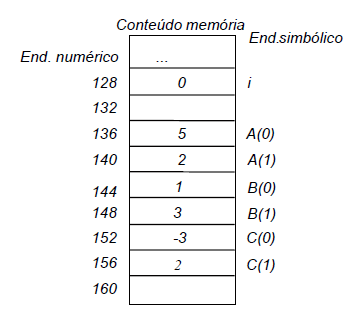 Conteúdo memória
End.simbólico
End. numérico ...
128 0 i
132
136 5 A(0)
140 2 A(1)
144 1 B(0)
148 3 B(1)
152 -3 C(0)
156 2 C(1)
160